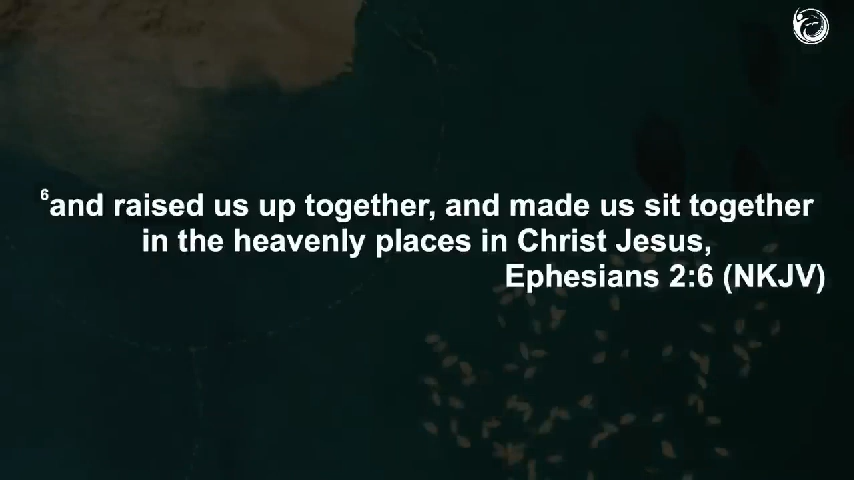 ⁶and raised us up together, and made us sit together
in the heavenly places in Christ Jesus,
Ephesians 2:6 (NKJV)